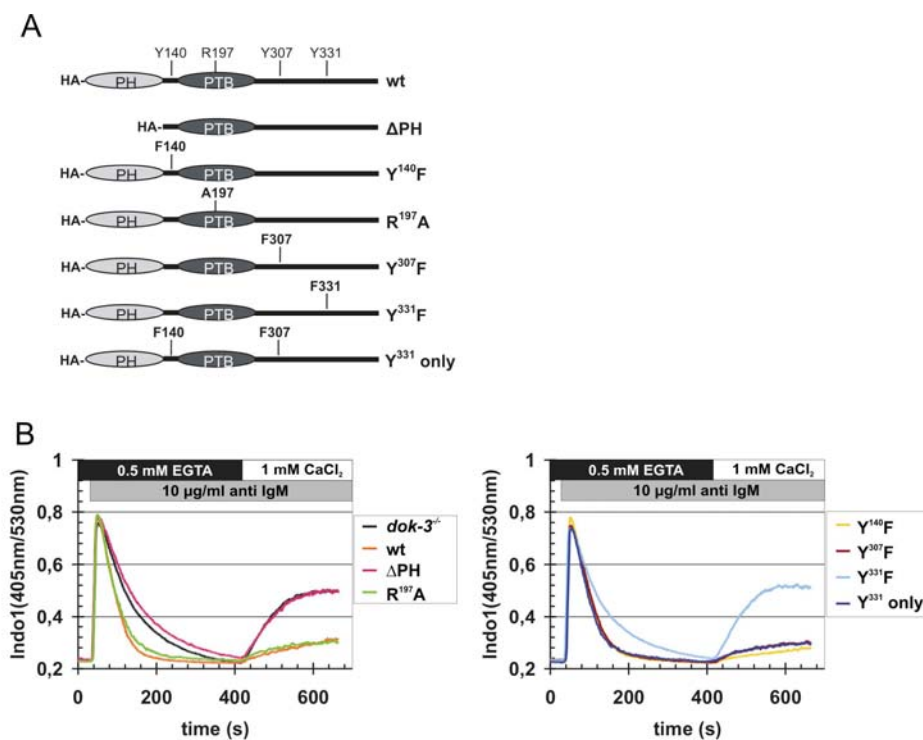 A
Y140 R197 Y307 Y331
HA- PH PTB wt
HA- PTB ΔPH
F140
HA- PH PTB Y¹⁴⁰F
A197
HA- PH PTB R¹⁹⁷A
F307
HA- PH PTB Y³⁰⁷F
F331
HA- PH PTB Y³³¹F
F140 F307
HA- PH PTB Y³³¹ only
B
Indo1(405nm/530nm)
1
0,8
0,6
0,4
0,2
0.5 mM EGTA 1 mM CaCl₂
10 µg/ml anti IgM
dok-3⁻/⁻
wt
ΔPH
R¹⁹⁷A
0 200 400 600
time (s)
Indo1(405nm/530nm)
1
0,8
0,6
0,4
0,2
0.5 mM EGTA 1 mM CaCl₂
10 µg/ml anti IgM
Y¹⁴⁰F
Y³⁰⁷F
Y³³¹F
Y³³¹ only
0 200 400 600
time (s)